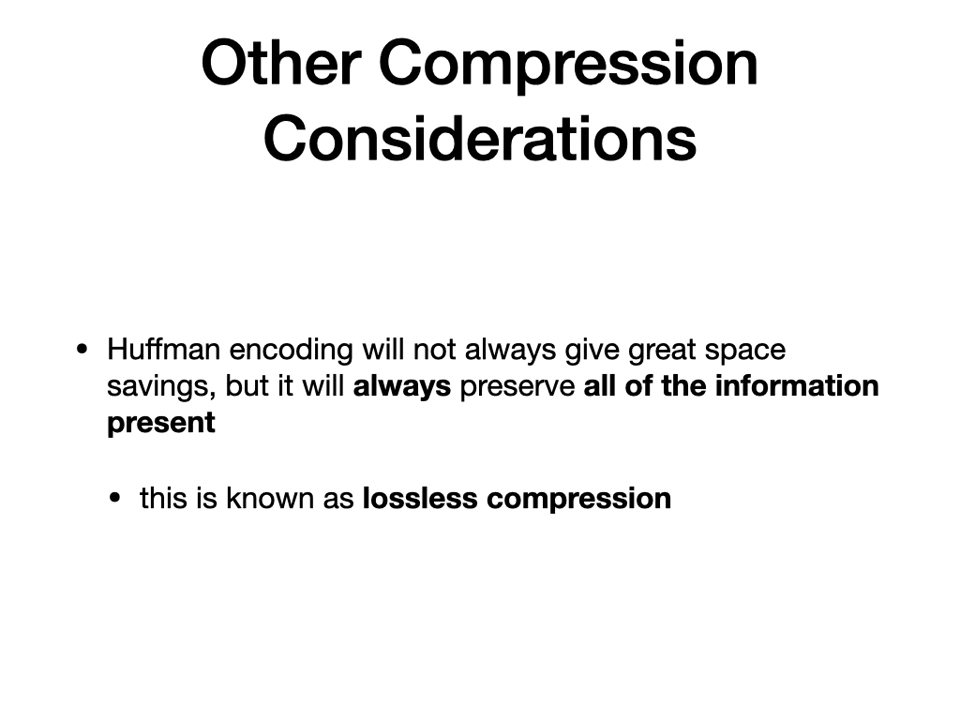 Other Compression
Considerations
• Huffman encoding will not always give great space
savings, but it will always preserve all of the information
present
• this is known as lossless compression